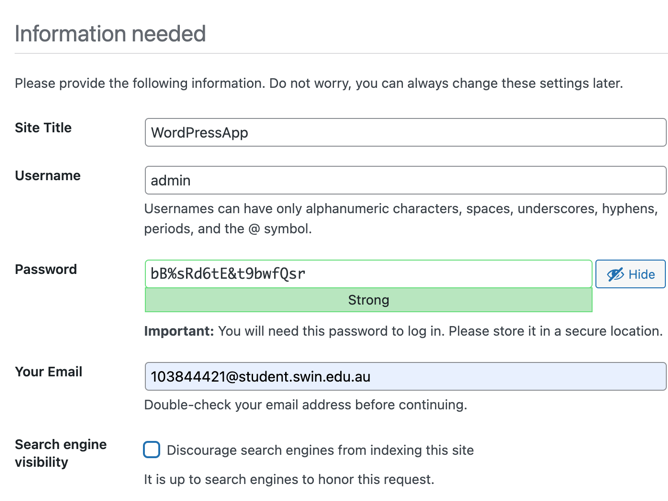 Information needed
Please provide the following information. Do not worry, you can always change these settings later.
Site Title
WordPressApp
Username
admin
Usernames can have only alphanumeric characters, spaces, underscores, hyphens,
periods, and the @ symbol.
Password
bB%sRd6tE&t9bwfQsr
Hide
Strong
Important: You will need this password to log in. Please store it in a secure location.
Your Email
103844421@student.swin.edu.au
Double-check your email address before continuing.
Search engine
visibility
Discourage search engines from indexing this site
It is up to search engines to honor this request.